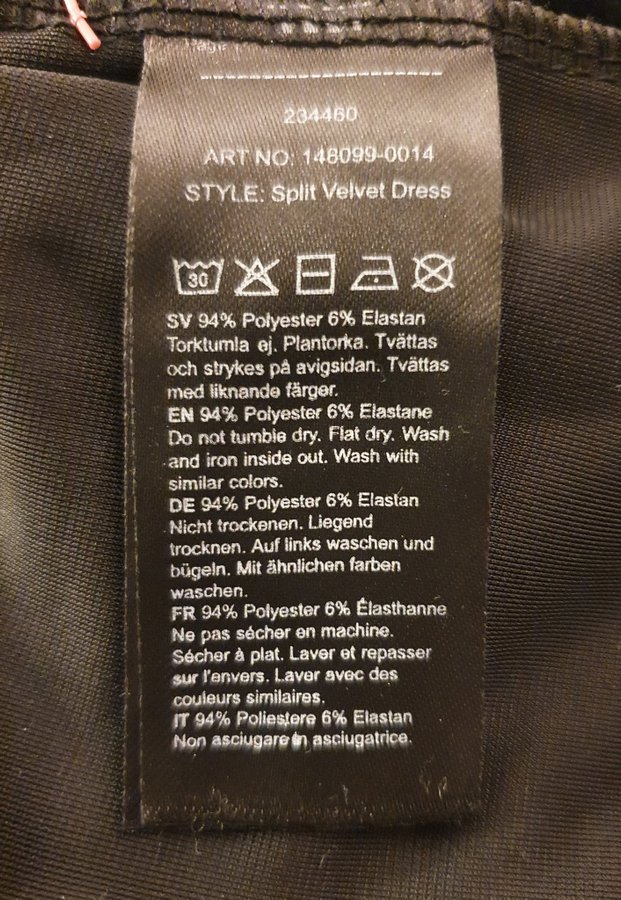 234460
ART NO: 148099-0014
STYLE: Split Velvet Dress
30
SV 94% Polyester 6% Elastan
Torktumla ej. Plantorka. Tvättas
och strykes på avigsidan. Tvättas
med liknande färger.
EN 94% Polyester 6% Elastane
Do not tumble dry. Flat dry. Wash
and iron inside out. Wash with
similar colors.
DE 94% Polyester 6% Elastan
Nicht trockenen. Liegend
trocknen. Auf links waschen und
bügeln. Mit ähnlichen farben
waschen.
FR 94% Polyester 6% Élasthanne
Ne pas sécher en machine.
Sécher à plat. Laver et repasser
sur l'envers. Laver avec des
couleurs similaires.
IT 94% Poliestere 6% Elastan
Non asciugare in asciugatrice.